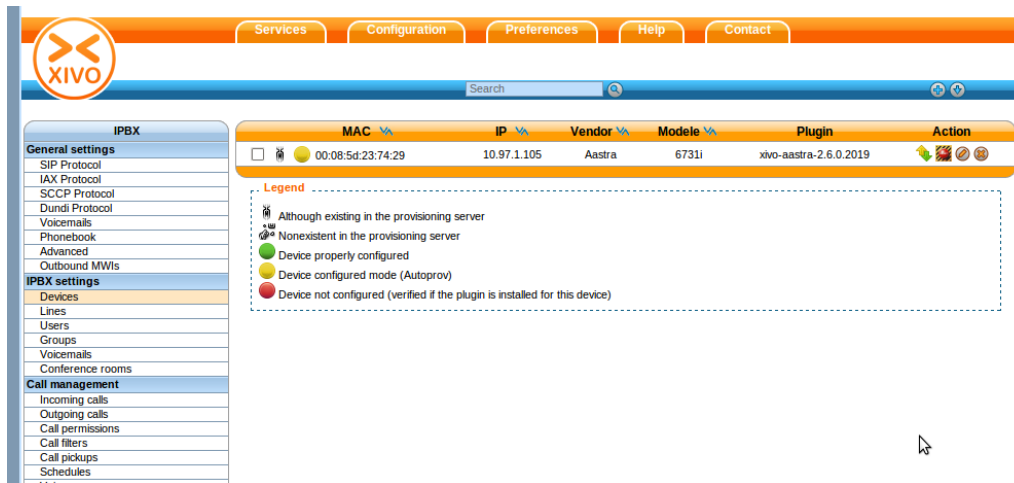 Services Configuration Preferences Help Contact
XIVO
Search
IPBX
General settings
SIP Protocol
IAX Protocol
SCCP Protocol
Dundi Protocol
Voicemails
Phonebook
Advanced
Outbound MWIs
IPBX settings
Devices
Lines
Users
Groups
Voicemails
Conference rooms
Call management
Incoming calls
Outgoing calls
Call permissions
Call filters
Call pickups
Schedules
MAC IP Vendor Modele Plugin Action
00:08:5d:23:74:29 10.97.1.105 Aastra 6731i xivo-aastra-2.6.0.2019
Legend
Although existing in the provisioning server
Nonexistent in the provisioning server
Device properly configured
Device configured mode (Autoprov)
Device not configured (verified if the plugin is installed for this device)